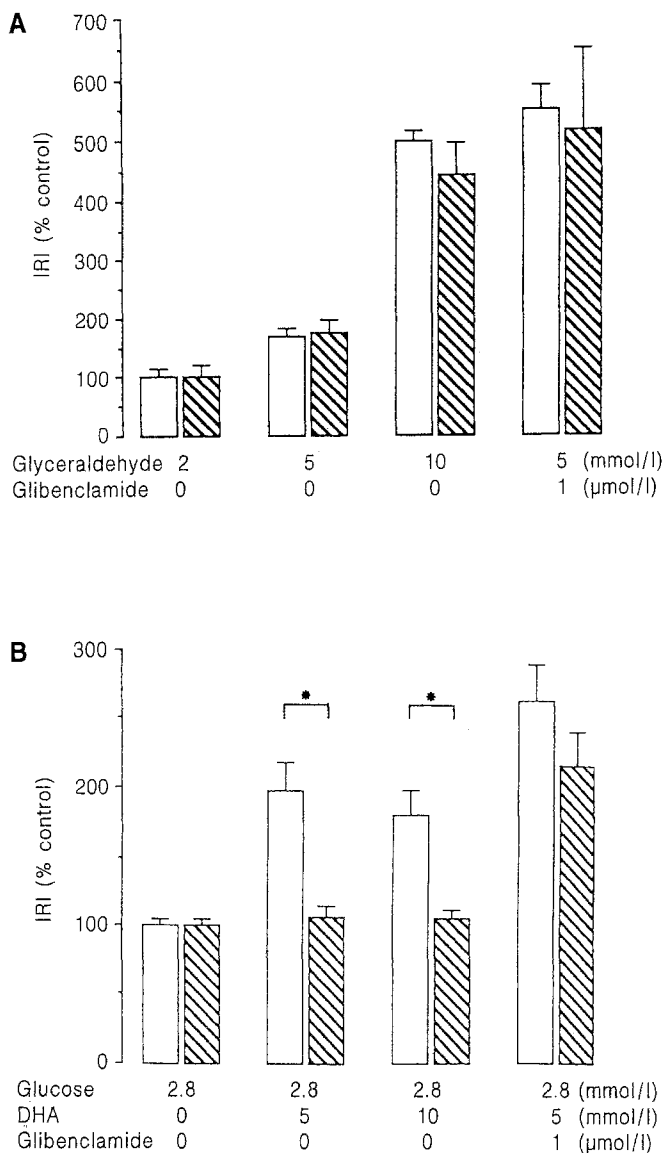 A
700
600
500
400
300
200
100
0
IRI (% control)
Glyceraldehyde 2 5 10 5 (mmol/l)
Glibenclamide 0 0 0 1 (μmol/l)
B
300
200
100
0
IRI (% control)
* *
Glucose 2.8 2.8 2.8 2.8 (mmol/l)
DHA 0 5 10 5 (mmol/l)
Glibenclamide 0 0 0 1 (μmol/l)